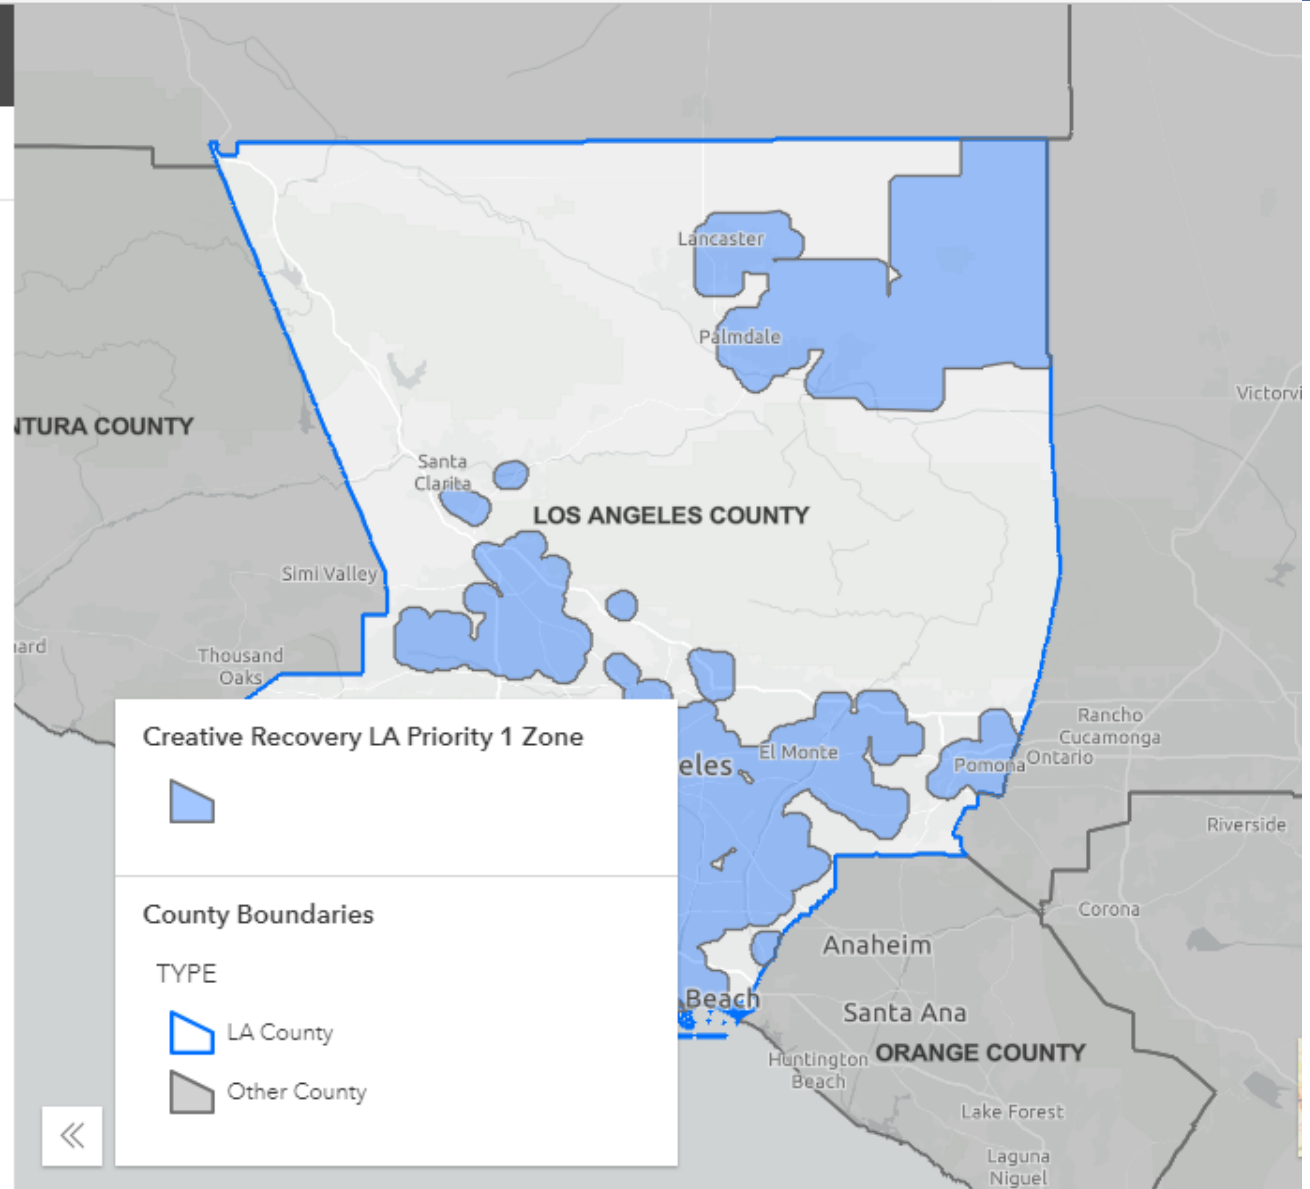 Lancaster
Palmdale
Victorvi
NTURA COUNTY
Santa
Clarita
LOS ANGELES COUNTY
Simi Valley
ard
Thousand
Oaks
Rancho
Cucamonga
Creative Recovery LA Priority 1 Zone
El Monte
Pomona
Ontario
eles
Riverside
County Boundaries
Corona
Anaheim
TYPE
Beach
Santa Ana
LA County
Huntington
Beach
ORANGE COUNTY
Other County
Lake Forest
Laguna
Niguel